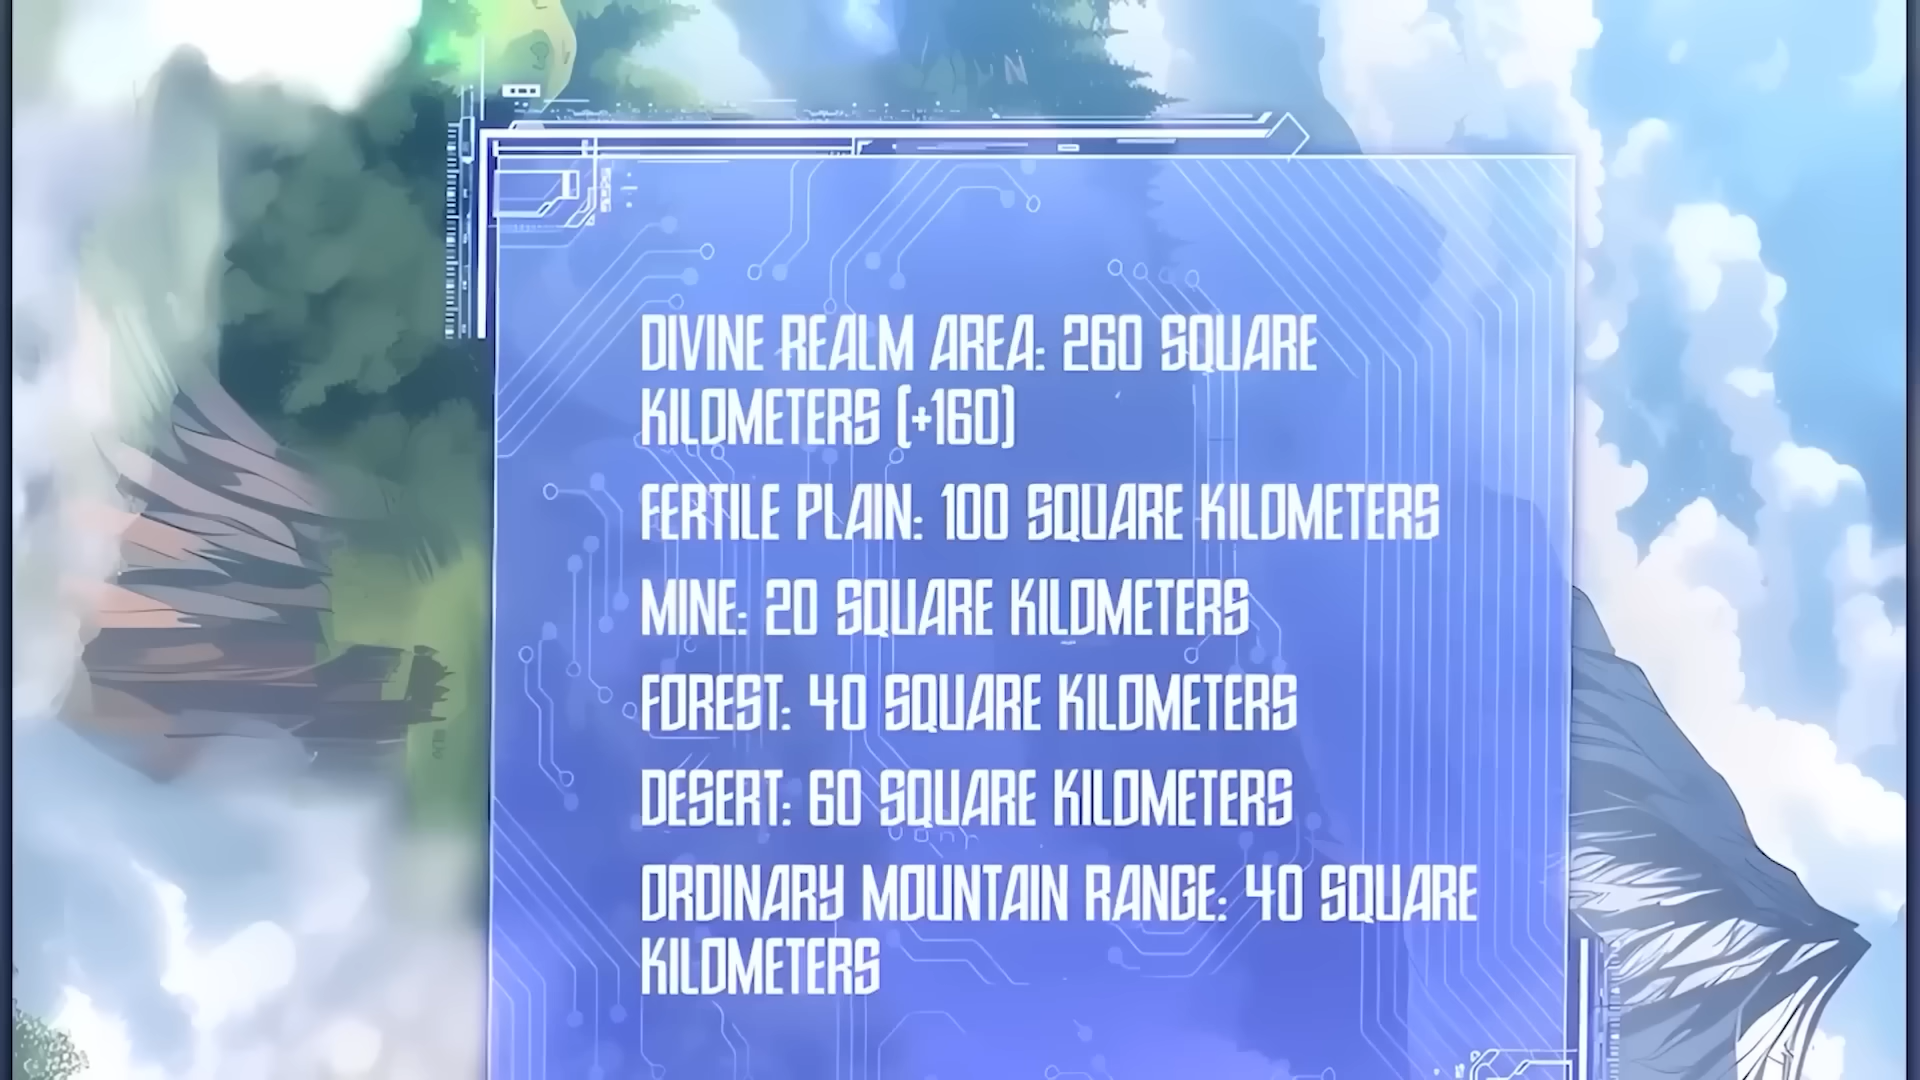 DIVINE REALM AREA: 260 SQUARE
KILOMETERS (+160)
FERTILE PLAIN: 100 SQUARE KILOMETERS
MINE: 20 SQUARE KILOMETERS
FOREST: 40 SQUARE KILOMETERS
DESERT: 60 SQUARE KILOMETERS
ORDINARY MOUNTAIN RANGE: 40 SQUARE
KILOMETERS